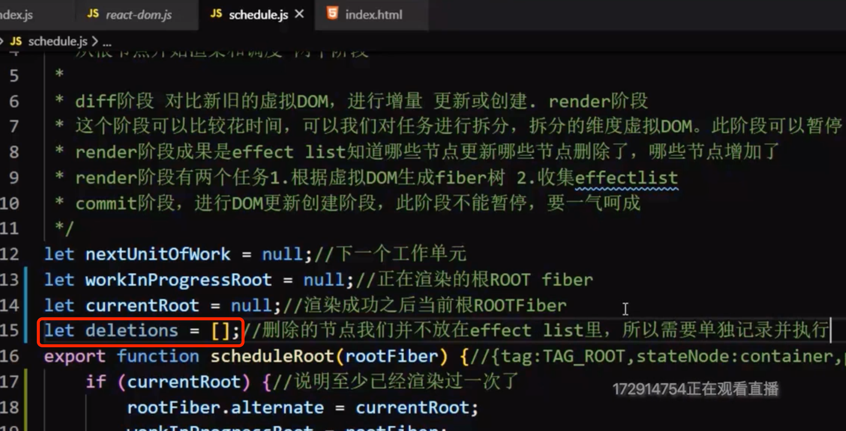 ndex.js react-dom.js schedule.js index.html
schedule.js > ...
5 *
6 * diff阶段 对比新旧的虚拟DOM，进行增量 更新或创建. render阶段
7 * 这个阶段可以比较花时间，可以我们对任务进行拆分，拆分的维度虚拟DOM。此阶段可以暂停
8 * render阶段成果是effect list知道哪些节点更新哪些节点删除了，哪些节点增加了
9 * render阶段有两个任务1.根据虚拟DOM生成fiber树 2.收集effectlist
10 * commit阶段，进行DOM更新创建阶段，此阶段不能暂停，要一气呵成
11 */
12 let nextUnitOfWork = null;//下一个工作单元
13 let workInProgressRoot = null;//正在渲染的根ROOT fiber
14 let currentRoot = null;//渲染成功之后当前根ROOTFiber
15 let deletions = [];//删除的节点我们并不放在effect list里，所以需要单独记录并执行
16 export function scheduleRoot(rootFiber) {//{tag:TAG_ROOT,stateNode:container,
17 if (currentRoot) {//说明至少已经渲染过一次了
18 rootFiber.alternate = currentRoot;
172914754正在观看直播